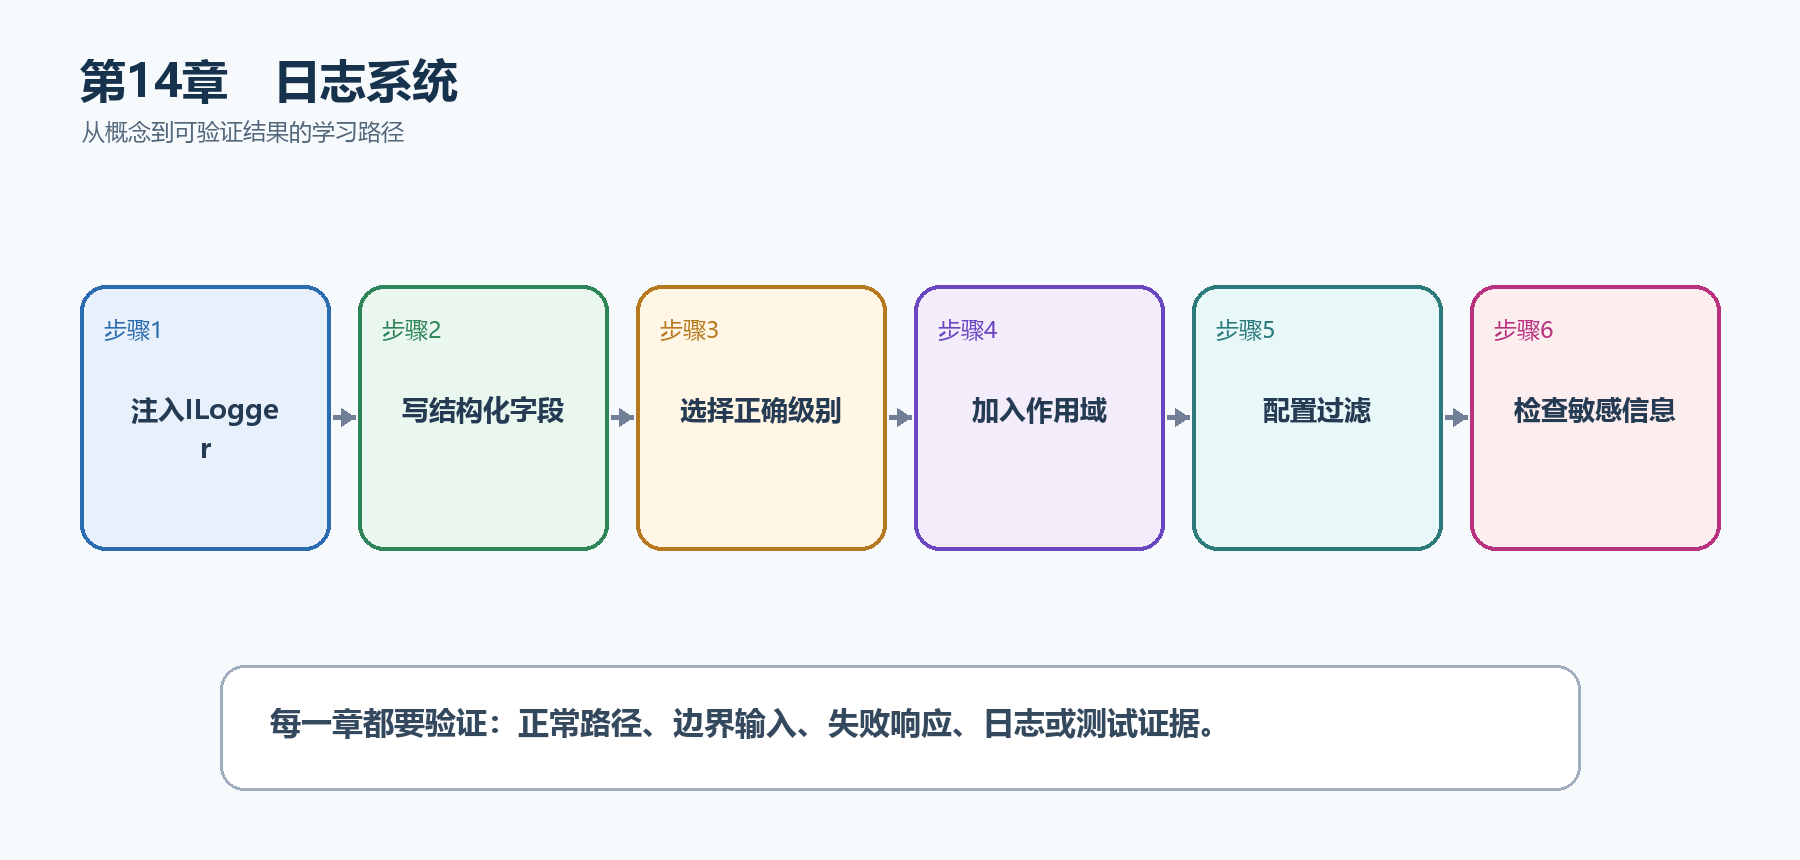 第14章　日志系统
从概念到可验证结果的学习路径
步骤1
注入ILogge
r
步骤2
写结构化字段
步骤3
选择正确级别
步骤4
加入作用域
步骤5
配置过滤
步骤6
检查敏感信息
每一章都要验证：正常路径、边界输入、失败响应、日志或测试证据。